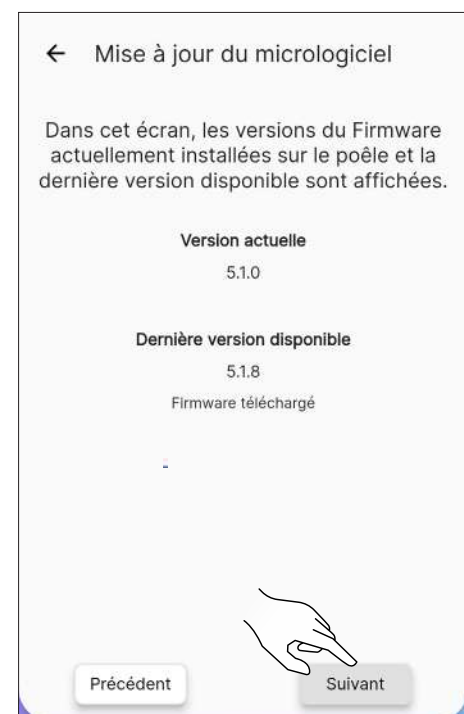 ← Mise à jour du micrologiciel
Dans cet écran, les versions du Firmware
actuellement installées sur le poêle et la
dernière version disponible sont affichées.
Version actuelle
5.1.0
Dernière version disponible
5.1.8
Firmware téléchargé
Précédent
Suivant